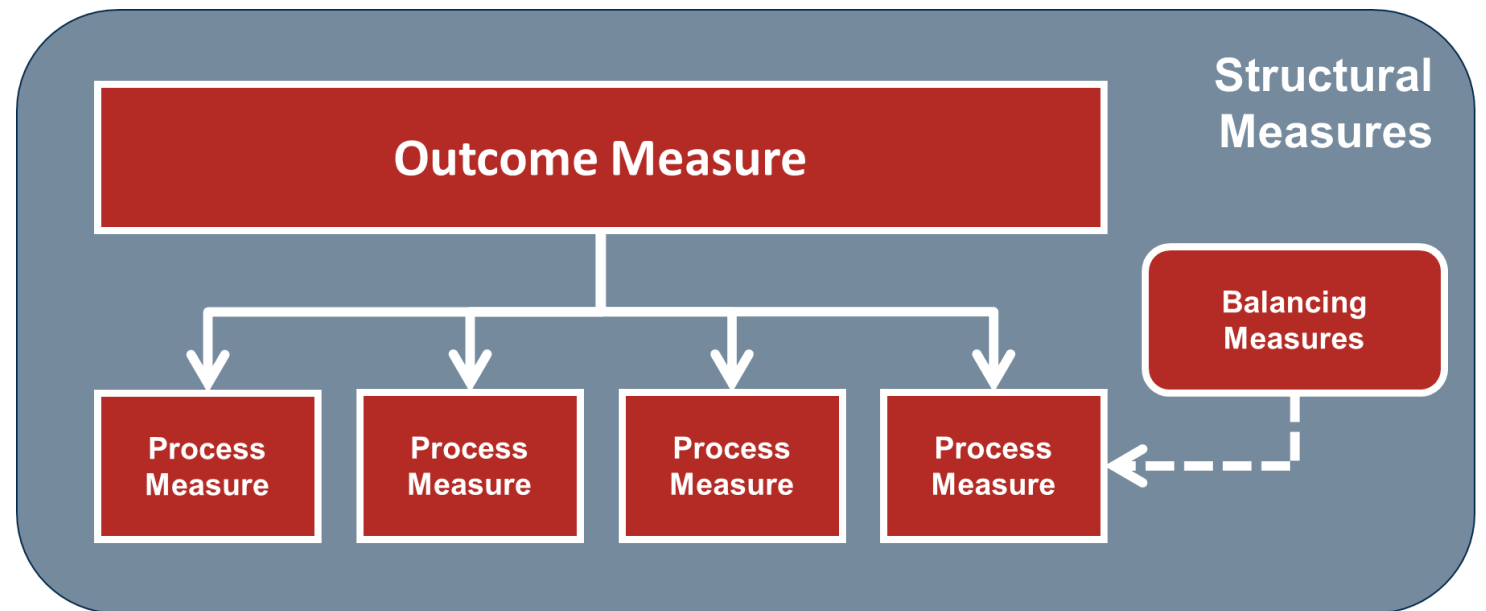 Structural
Measures
Outcome Measure
Balancing
Measures
Process
Measure
Process
Measure
Process
Measure
Process
Measure